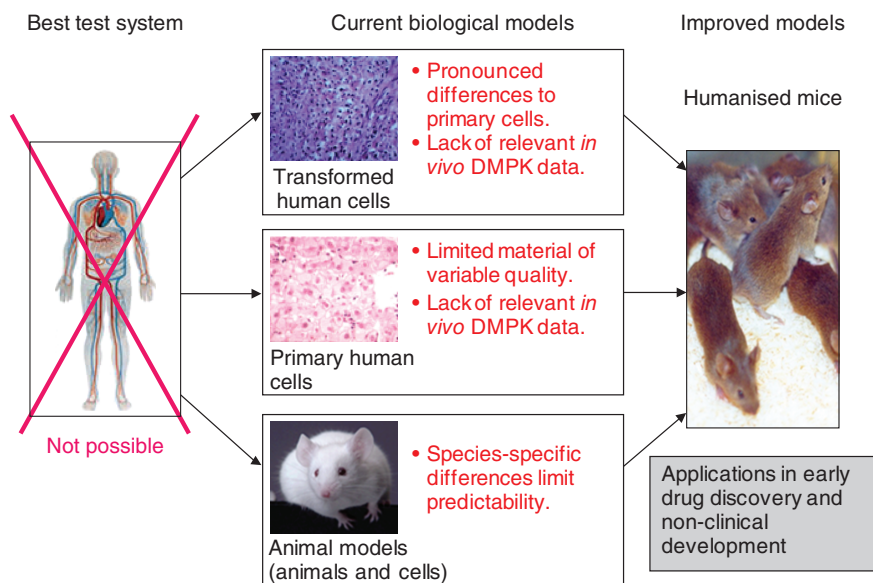 Best test system
Current biological models
Improved models
Not possible
• Pronounced
differences to
primary cells.
• Lack of relevant in
vivo DMPK data.
Transformed
human cells
• Limited material of
variable quality.
• Lack of relevant in
vivo DMPK data.
Primary human
cells
• Species-specific
differences limit
predictability.
Animal models
(animals and cells)
Humanised mice
Applications in early
drug discovery and
non-clinical
development